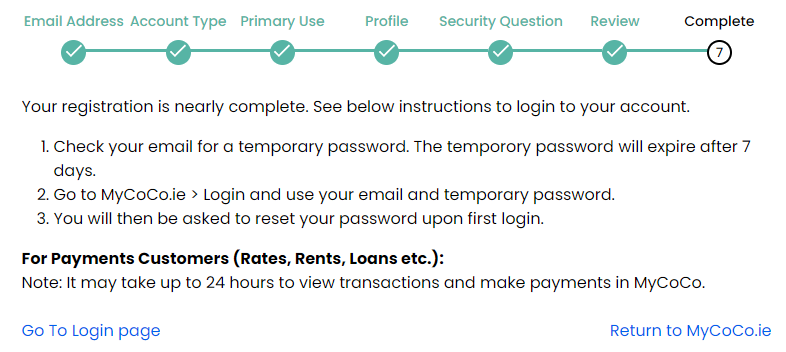 Email Address Account Type Primary Use Profile Security Question Review Complete
7
Your registration is nearly complete. See below instructions to login to your account.
1. Check your email for a temporary password. The temporory password will expire after 7
days.
2. Go to MyCoCo.ie > Login and use your email and temporary password.
3. You will then be asked to reset your password upon first login.
For Payments Customers (Rates, Rents, Loans etc.):
Note: It may take up to 24 hours to view transactions and make payments in MyCoCo.
Go To Login page Return to MyCoCo.ie